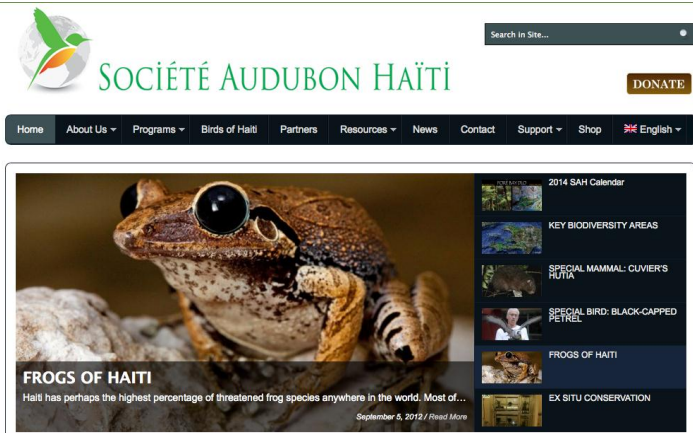 Search in Site...
SOCIÉTÉ AUDUBON HAÏTI
DONATE
Home About Us Programs Birds of Haiti Partners Resources News Contact Support Shop English
2014 SAH Calendar
KEY BIODIVERSITY AREAS
SPECIAL MAMMAL: CUVIER'S
HUTIA
SPECIAL BIRD: BLACK-CAPPED
PETREL
FROGS OF HAITI
EX SITU CONSERVATION
FROGS OF HAITI
Haiti has perhaps the highest percentage of threatened frog species anywhere in the world. Most of...
September 5, 2012 / Read More